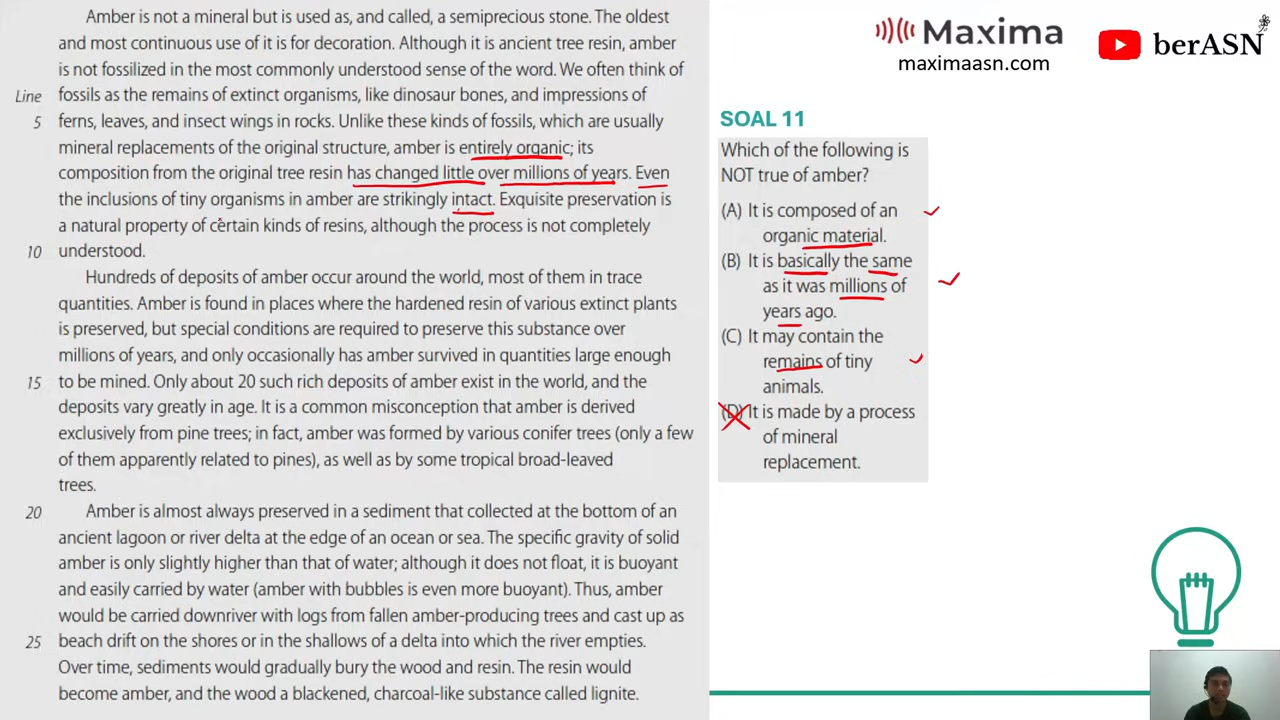 Amber is not a mineral but is used as, and called, a semiprecious stone. The oldest
and most continuous use of it is for decoration. Although it is ancient tree resin, amber
is not fossilized in the most commonly understood sense of the word. We often think of
Line fossils as the remains of extinct organisms, like dinosaur bones, and impressions of
5 ferns, leaves, and insect wings in rocks. Unlike these kinds of fossils, which are usually
mineral replacements of the original structure, amber is entirely organic; its
composition from the original tree resin has changed little over millions of years. Even
the inclusions of tiny organisms in amber are strikingly intact. Exquisite preservation is
a natural property of certain kinds of resins, although the process is not completely
10 understood.
Hundreds of deposits of amber occur around the world, most of them in trace
quantities. Amber is found in places where the hardened resin of various extinct plants
is preserved, but special conditions are required to preserve this substance over
millions of years, and only occasionally has amber survived in quantities large enough
15 to be mined. Only about 20 such rich deposits of amber exist in the world, and the
deposits vary greatly in age. It is a common misconception that amber is derived
exclusively from pine trees; in fact, amber was formed by various conifer trees (only a few
of them apparently related to pines), as well as by some tropical broad-leaved
trees.
20 Amber is almost always preserved in a sediment that collected at the bottom of an
ancient lagoon or river delta at the edge of an ocean or sea. The specific gravity of solid
amber is only slightly higher than that of water; although it does not float, it is buoyant
and easily carried by water (amber with bubbles is even more buoyant). Thus, amber
would be carried downriver with logs from fallen amber-producing trees and cast up as
25 beach drift on the shores or in the shallows of a delta into which the river empties.
Over time, sediments would gradually bury the wood and resin. The resin would
become amber, and the wood a blackened, charcoal-like substance called lignite.
Maxima
maximaasn.com
berASN
SOAL 11
Which of the following is
NOT true of amber?
(A) It is composed of an
organic material.
(B) It is basically the same
as it was millions of
years ago.
(C) It may contain the
remains of tiny
animals.
(D) It is made by a process
of mineral
replacement.